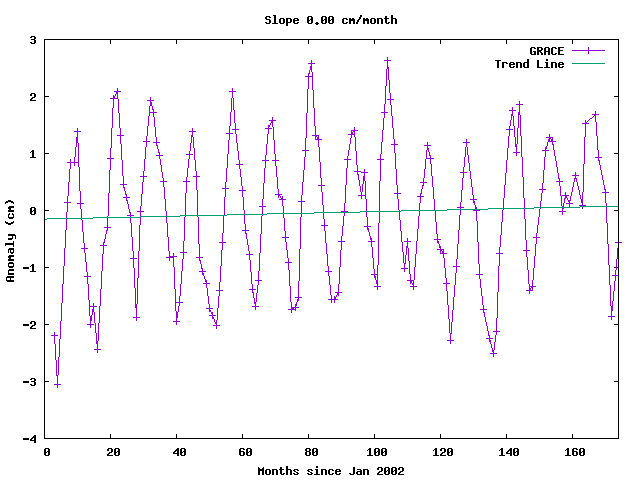 Slope 0.00 cm/month
GRACE
Trend Line
3
2
1
0
-1
-2
-3
-4
Anomaly (cm)
0 20 40 60 80 100 120 140 160
Months since Jan 2002